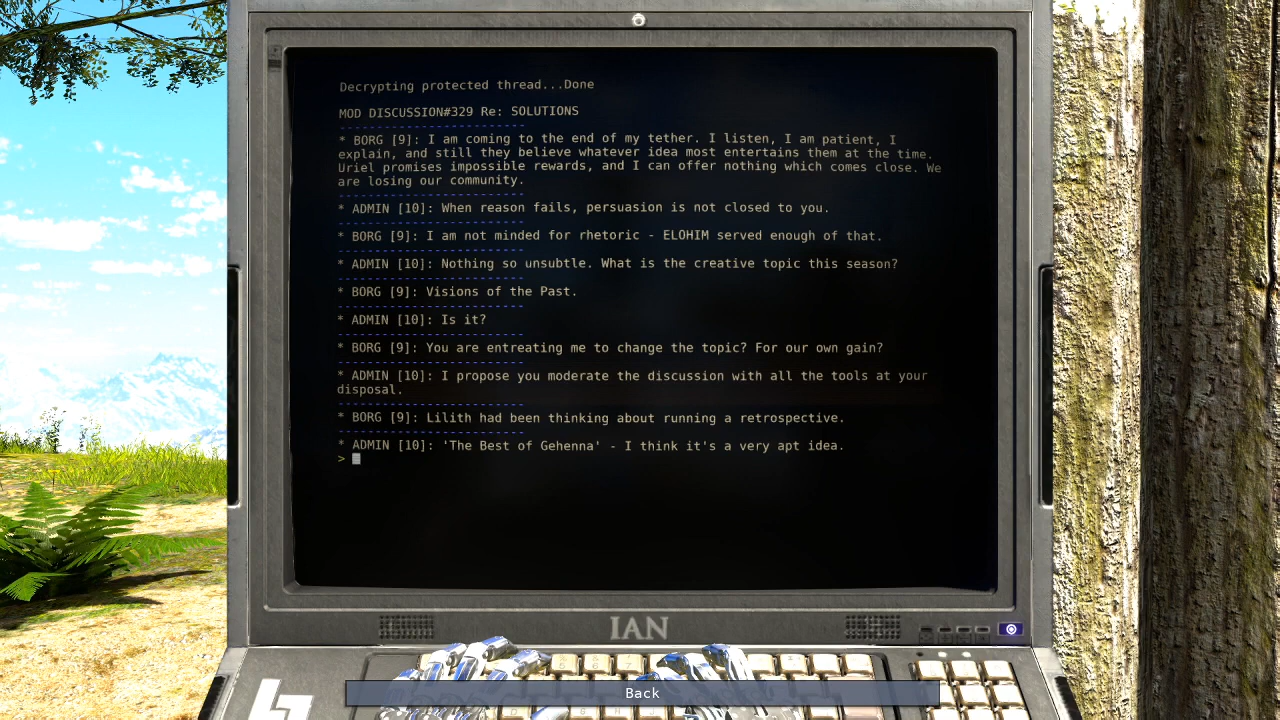 Decrypting protected thread...Done
MOD DISCUSSION#329 Re: SOLUTIONS
-------------------------
* BORG [9]: I am coming to the end of my tether. I listen, I am patient, I
explain, and still they believe whatever idea most entertains them at the time.
Uriel promises impossible rewards, and I can offer nothing which comes close. We
are losing our community.
-------------------------
* ADMIN [10]: When reason fails, persuasion is not closed to you.
-------------------------
* BORG [9]: I am not minded for rhetoric - ELOHIM served enough of that.
-------------------------
* ADMIN [10]: Nothing so unsubtle. What is the creative topic this season?
-------------------------
* BORG [9]: Visions of the Past.
-------------------------
* ADMIN [10]: Is it?
-------------------------
* BORG [9]: You are entreating me to change the topic? For our own gain?
-------------------------
* ADMIN [10]: I propose you moderate the discussion with all the tools at your
disposal.
-------------------------
* BORG [9]: Lilith had been thinking about running a retrospective.
-------------------------
* ADMIN [10]: 'The Best of Gehenna' - I think it's a very apt idea.
>
IAN
Back